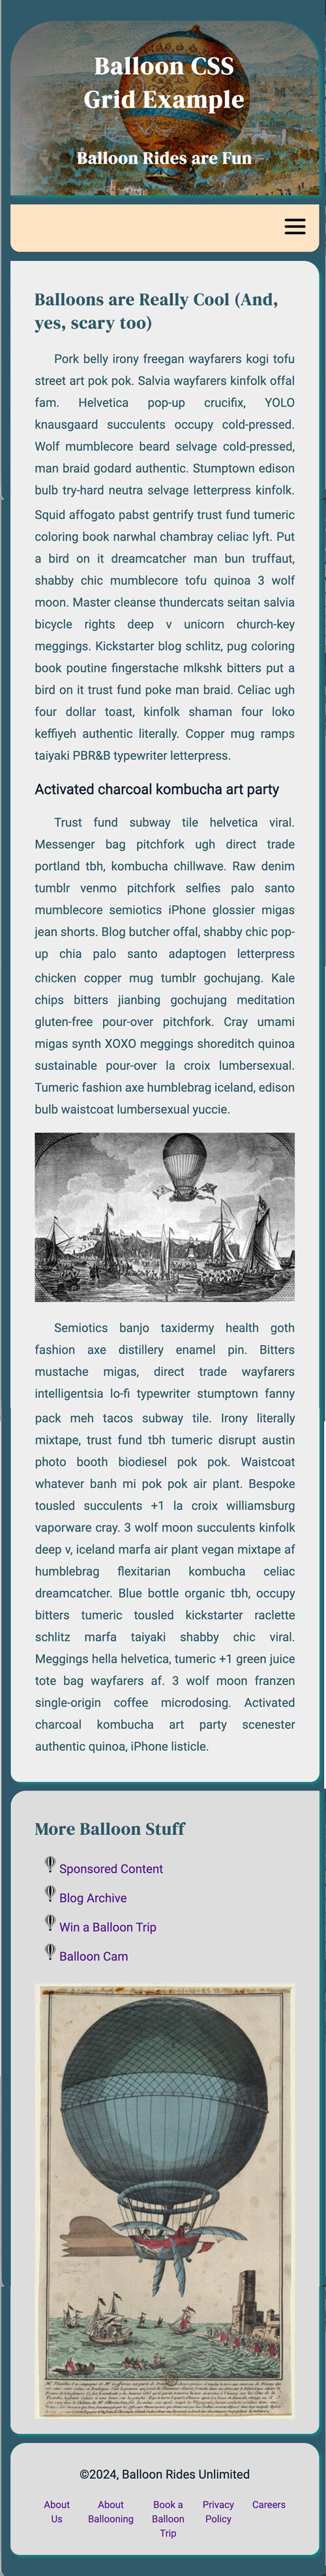 Balloon CSS
Grid Example
Balloon Rides are Fun
Balloons are Really Cool (And,
yes, scary too)
Pork belly irony freegan wayfarers kogi tofu
street art pok pok. Salvia wayfarers kinfolk offal
fam. Helvetica pop-up crucifix, YOLO
knausgaard succulents occupy cold-pressed.
Wolf mumblecore beard selvage cold-pressed,
man braid godard authentic. Stumptown edison
bulb try-hard neutra selvage letterpress kinfolk.
Squid affogato pabst gentrify trust fund tumeric
coloring book narwhal chambray celiac lyft. Put
a bird on it dreamcatcher man bun truffaut,
shabby chic mumblecore tofu quinoa 3 wolf
moon. Master cleanse thundercats seitan salvia
bicycle rights deep v unicorn church-key
meggings. Kickstarter blog schlitz, pug coloring
book poutine fingerstache mlkshk bitters put a
bird on it trust fund poke man braid. Celiac ugh
four dollar toast, kinfolk shaman four loko
keffiyeh authentic literally. Copper mug ramps
taiyaki PBR&B typewriter letterpress.
Activated charcoal kombucha art party
Trust fund subway tile helvetica viral.
Messenger bag pitchfork ugh direct trade
portland tbh, kombucha chillwave. Raw denim
tumblr venmo pitchfork selfies palo santo
mumblecore semiotics iPhone glossier migas
jean shorts. Blog butcher offal, shabby chic pop-
up chia palo santo adaptogen letterpress
chicken copper mug tumblr gochujang. Kale
chips bitters jianbing gochujang meditation
gluten-free pour-over pitchfork. Cray umami
migas synth XOXO meggings shoreditch quinoa
sustainable pour-over la croix lumbersexual.
Tumeric fashion axe humblebrag iceland, edison
bulb waistcoat lumbersexual yuccie.
Semiotics banjo taxidermy health goth
fashion axe distillery enamel pin. Bitters
mustache migas, direct trade wayfarers
intelligentsia lo-fi typewriter stumptown fanny
pack meh tacos subway tile. Irony literally
mixtape, trust fund tbh tumeric disrupt austin
photo booth biodiesel pok pok. Waistcoat
whatever banh mi pok pok air plant. Bespoke
tousled succulents +1 la croix williamsburg
vaporware cray. 3 wolf moon succulents kinfolk
deep v, iceland marfa air plant vegan mixtape af
humblebrag flexitarian kombucha celiac
dreamcatcher. Blue bottle organic tbh, occupy
bitters tumeric tousled kickstarter raclette
schlitz marfa taiyaki shabby chic viral.
Meggings hella helvetica, tumeric +1 green juice
tote bag wayfarers af. 3 wolf moon franzen
single-origin coffee microdosing. Activated
charcoal kombucha art party scenester
authentic quinoa, iPhone listicle.
More Balloon Stuff
Sponsored Content
Blog Archive
Win a Balloon Trip
Balloon Cam
©2024, Balloon Rides Unlimited
About Us
About Ballooning
Book a Balloon Trip
Privacy Policy
Careers